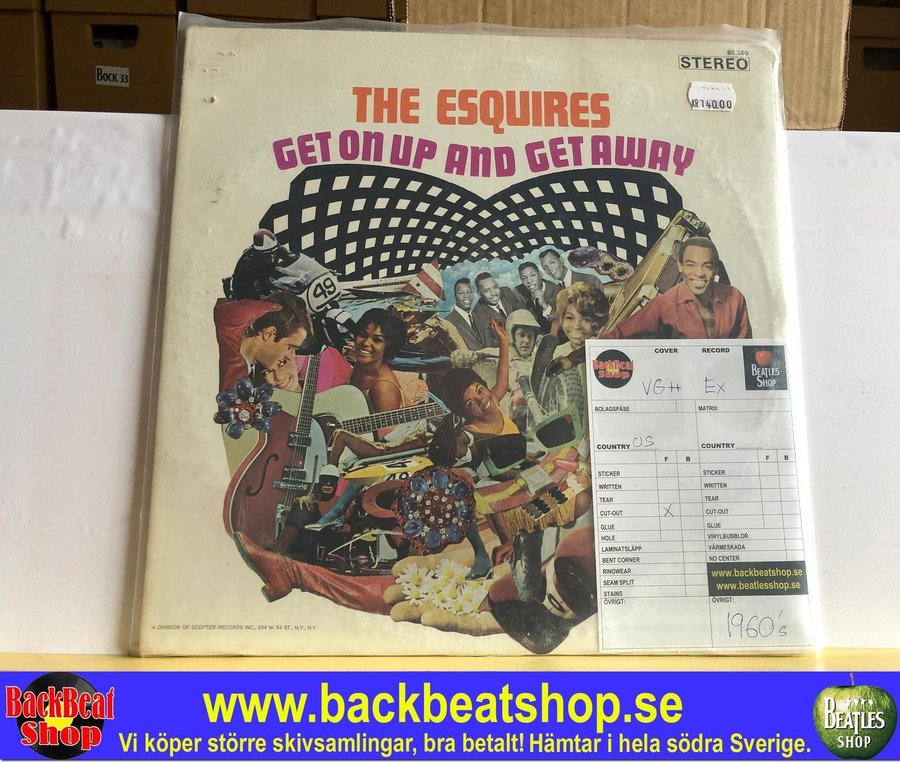 BOCK 33
BS 300
STEREO
KR 140.00
THE ESQUIRES
GET ON UP AND GET AWAY
49
49
A DIVISION OF SCEPTER RECORDS INC., 254 W. 54 ST., N.Y., N.Y.
BackBeat Shop
COVER RECORD
BEATLES SHOP
VG++ EX
BOLAGSPÅSE MATRIX:
COUNTRY US COUNTRY
F B F B
STICKER STICKER
WRITTEN WRITTEN
TEAR TEAR
CUT-OUT X CUT-OUT
GLUE GLUE
HOLE VINYLBUBBLOR
LAMINATSLÄPP VÄRMESKADA
BENT CORNER NO CENTER
RINGWEAR
SEAM SPLIT
STAINS
www.backbeatshop.se
www.beatlesshop.se
ÖVRIGT: ÖVRIGT:
1960's
BackBeat Shop
www.backbeatshop.se
Vi köper större skivsamlingar, bra betalt! Hämtar i hela södra Sverige.
BEATLES SHOP